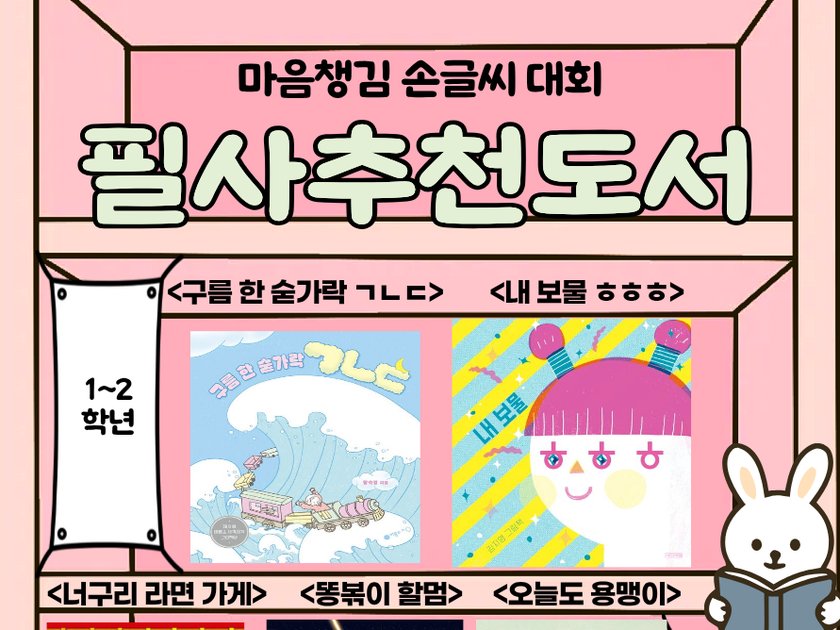 마음챙김 손글씨 대회
필사추천도서
<구름 한 숟가락 ㄱㄴㄷ>
<내 보물 ㅎㅎㅎ>
1~2
학년
구름 한 숟가락
ㄱㄴㄷ
내 보물
ㅎㅎㅎ
<너구리 라면 가게>
<똥볶이 할멈>
<오늘도 용맹이>